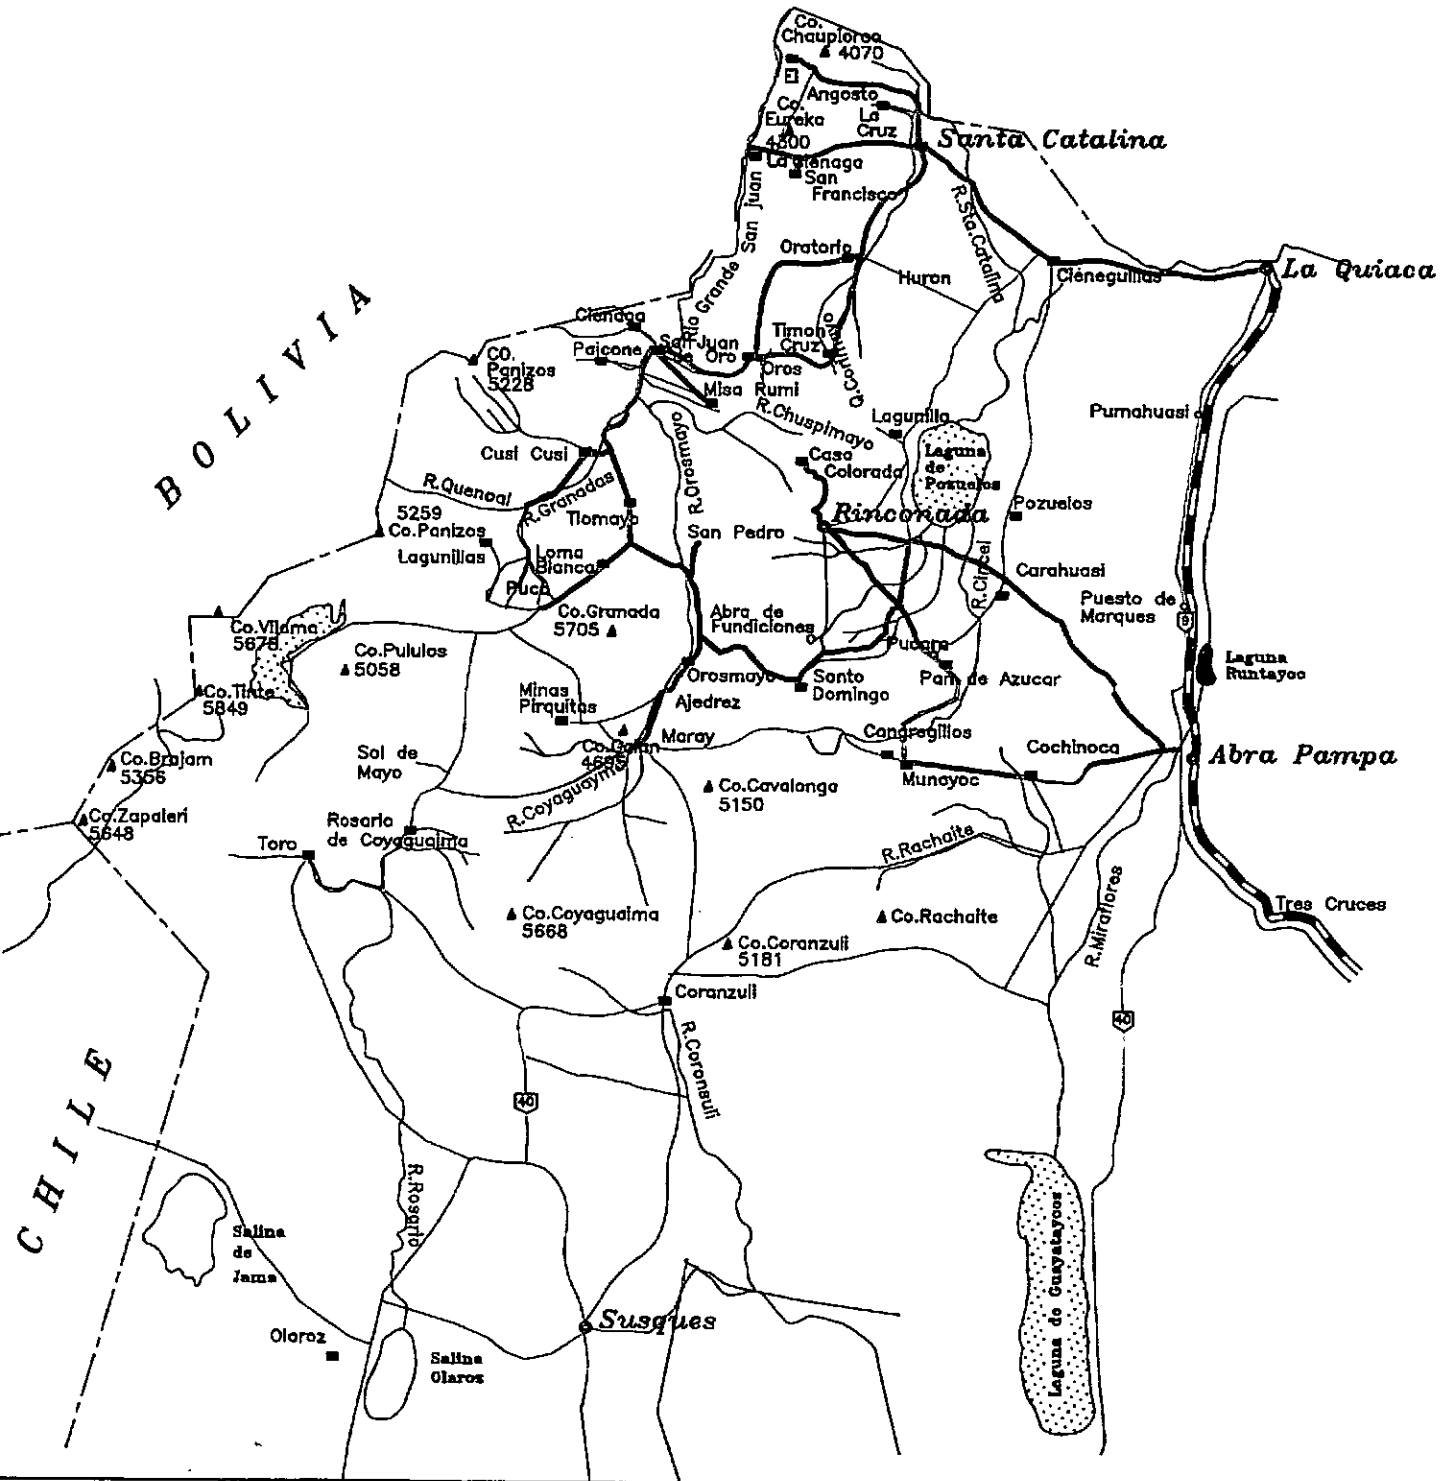 Co.
Chauploroo
4070
Angosto
Co.
Eureka
4500
La
Cruz
Santa Catalina
La Cienaga
San
Francisco
Rio Grande San juan
R.Sta.Catalina
Oratorio
Huron
Cieneguillas
La Quiaca
BOLIVIA
Cienaga
San Juan
de Oro
Timon
Cruz
Paicone
Oros
Q.Corimayo
CO.
Panizos
5228
Misa Rumi
R.Chuspimayo
Lagunilla
Pumahuasi
Cusi Cusi
R.Orosmayo
Casa
Colorada
Laguna
de
Pozuelos
R.Quenoal
R.Granadas
5259
Co.Panizos
Tiomayo
Rinconada
Pozuelos
Lagunillas
San Pedro
Loma
Blanca
R.Cincel
Carahuasi
Puca
Co.Granada
5705
Abra de
Fundiciones
Puesto de
Marques
9
Co.Vilama
5678
Co.Pululos
5058
Pucara
Laguna
Runtayoc
Orosmayo
Santo
Domingo
Pan de Azucar
Co.Tinte
5849
Minas
Pirquitas
Ajedrez
Maray
Cangregillos
Cochinoca
Abra Pampa
Co.Brajam
5356
Sol de
Mayo
Co.Galan
Munayoc
Co.Cavalonga
5150
R.Coyaguayma
Co.Zapaleri
5648
Toro
Rosario
de Coyaguaima
R.Rachaite
R.Miraflores
Co.Coyaguaima
5668
Co.Rachaite
Tres Cruces
Co.Coranzuli
5181
Coranzuli
40
R.Coronsuli
CHILE
40
R.Rosario
Salina
de
Jama
Laguna de Guayatayoc
Susques
Oloroz
Salina
Olaroz